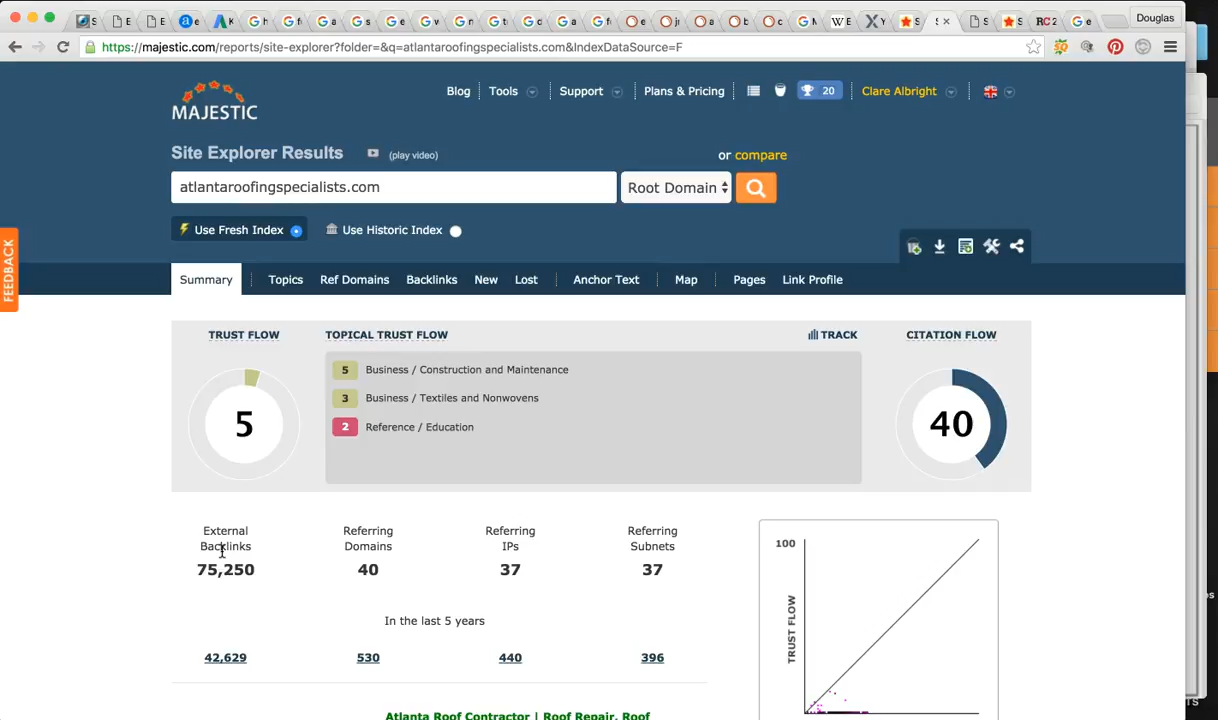 Douglas
https://majestic.com/reports/site-explorer?folder=&q=atlantaroofingspecialists.com&IndexDataSource=F
MAJESTIC
Blog
Tools
Support
Plans & Pricing
20
Clare Albright
Site Explorer Results
(play video)
or compare
atlantaroofingspecialists.com
Root Domain
Use Fresh Index
Use Historic Index
FEEDBACK
Summary
Topics
Ref Domains
Backlinks
New
Lost
Anchor Text
Map
Pages
Link Profile
TRUST FLOW
TOPICAL TRUST FLOW
TRACK
CITATION FLOW
5
5 Business / Construction and Maintenance
3 Business / Textiles and Nonwovens
2 Reference / Education
40
External Backlinks
75,250
Referring Domains
40
Referring IPs
37
Referring Subnets
37
In the last 5 years
42,629
530
440
396
100
TRUST FLOW
Atlanta Roof Contractor | Roof Repair, Roof